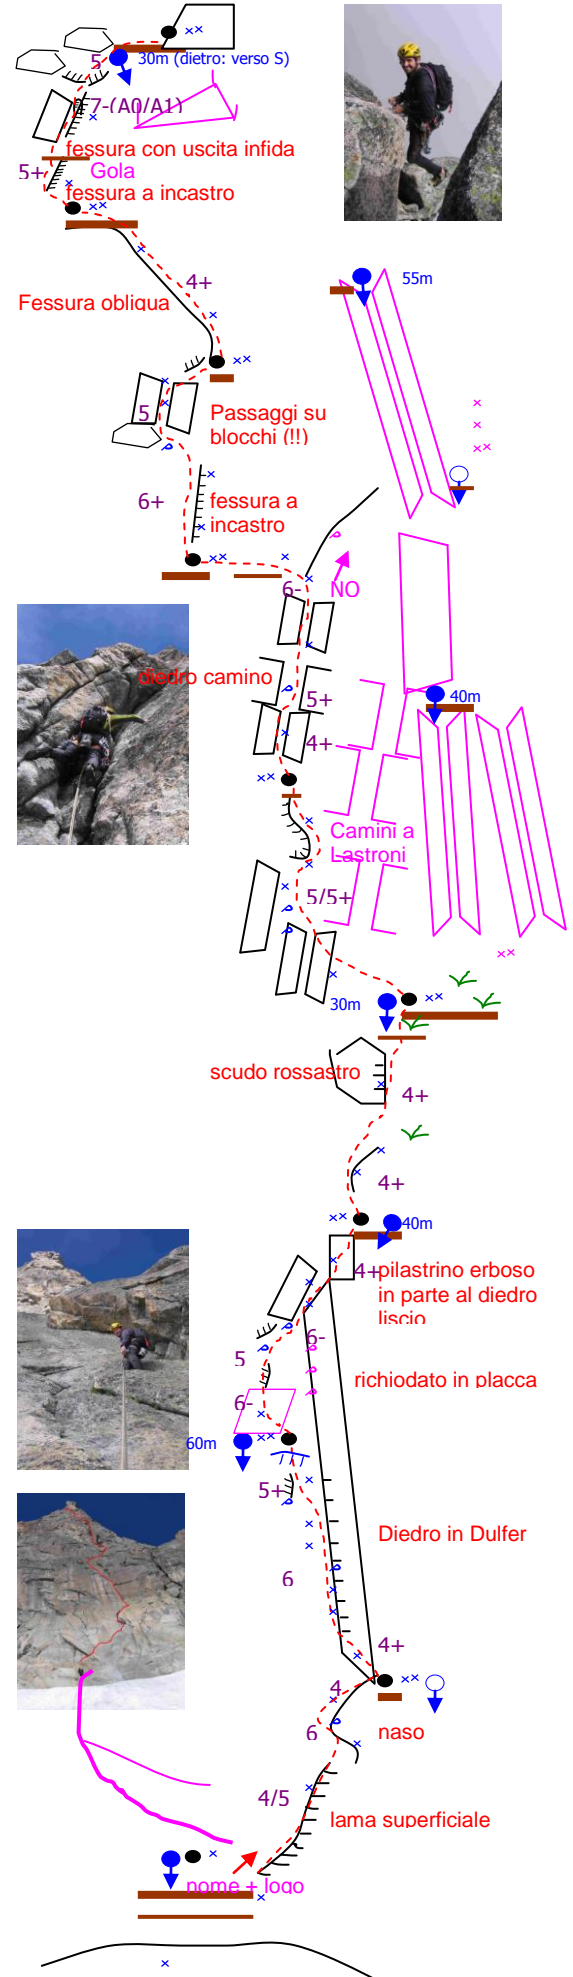 30m (dietro: verso S)
5
7-(A0/A1)
fessura con uscita infida
5+
Gola
fessura a incastro
4+
55m
Fessura obliqua
5
Passaggi su
blocchi (!!)
6+
fessura a
incastro
6-
NO
diedro camino
5+
40m
4+
Camini a
Lastroni
5/5+
30m
scudo rossastro
4+
4+
40m
4+
pilastrino erboso
in parte al diedro
liscio
6-
5
richiodato in placca
6-
60m
5+
Diedro in Dulfer
6
4+
4
6
naso
4/5
lama superficiale
nome + logo